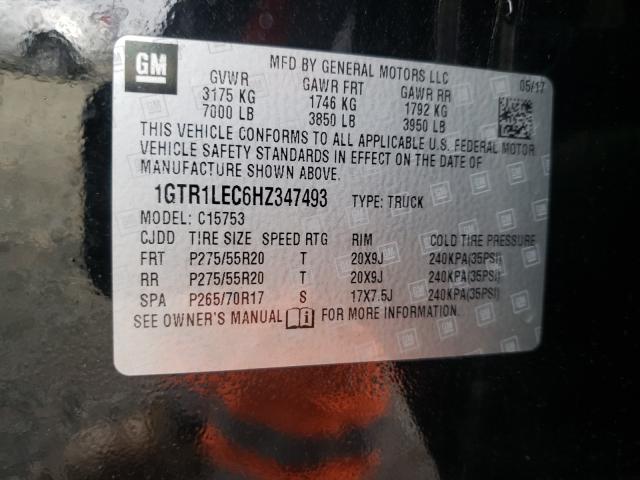 GM
MFD BY GENERAL MOTORS LLC
GVWR GAWR FRT GAWR RR 05/17
3175 KG 1746 KG 1792 KG
7000 LB 3850 LB 3950 LB
THIS VEHICLE CONFORMS TO ALL APPLICABLE U.S. FEDERAL MOTOR
VEHICLE SAFETY STANDARDS IN EFFECT ON THE DATE OF
MANUFACTURE SHOWN ABOVE.
1GTR1LEC6HZ347493 TYPE: TRUCK
MODEL: C15753
CJDD TIRE SIZE SPEED RTG RIM COLD TIRE PRESSURE
FRT P275/55R20 T 20X9J 240KPA(35PSI)
RR P275/55R20 T 20X9J 240KPA(35PSI)
SPA P265/70R17 S 17X7.5J 240KPA(35PSI)
SEE OWNER'S MANUAL FOR MORE INFORMATION.